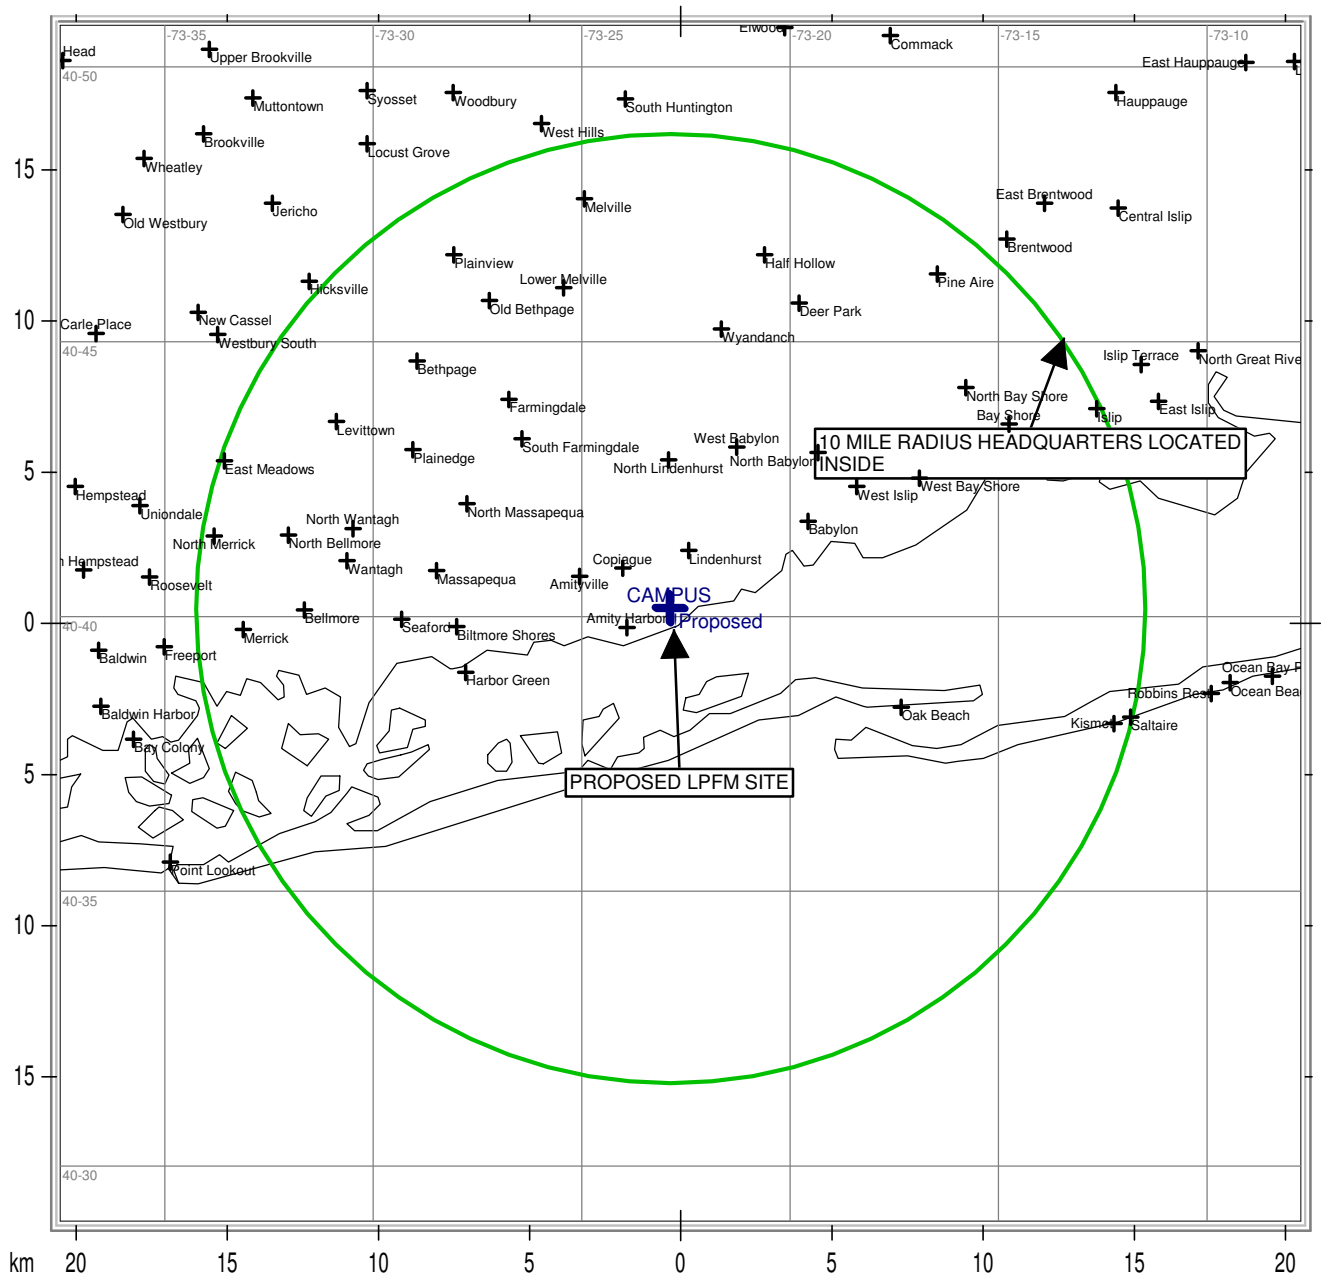 Elwood
-73-35
-73-30
-73-25
-73-20
-73-15
-73-10
Head
Upper Brookville
Commack
East Hauppauge
40-50
Muttontown
Syosset
Woodbury
South Huntington
Hauppauge
Brookville
West Hills
Locust Grove
15
Wheatley
Old Westbury
Jericho
Melville
East Brentwood
Central Islip
Brentwood
Plainview
Half Hollow
Lower Melville
Pine Aire
Hicksville
Old Bethpage
Deer Park
10
Carle Place
New Cassel
Westbury South
Wyandanch
40-45
Bethpage
Islip Terrace
North Great Rive
Farmingdale
North Bay Shore
Bay Shore
Islip
East Islip
Levittown
South Farmingdale
West Babylon
10 MILE RADIUS HEADQUARTERS LOCATED
INSIDE
Plainedge
North Babylon
North Lindenhurst
5
East Meadows
Hempstead
West Islip
West Bay Shore
Uniondale
North Massapequa
North Wantagh
Babylon
North Merrick
North Bellmore
Hempstead
Wantagh
Copiague
Lindenhurst
Roosevelt
Massapequa
Amityville
CAMPUS
Proposed
0
40-40
Bellmore
Seaford
Biltmore Shores
Amity Harbor
Merrick
Baldwin
Freeport
Harbor Green
Ocean Bay P
Ocean Bea
Robbins Rest
Baldwin Harbor
Oak Beach
Kismet
Saltaire
Bay Colony
5
PROPOSED LPFM SITE
Point Lookout
40-35
10
15
40-30
km
20
15
10
5
0
5
10
15
20